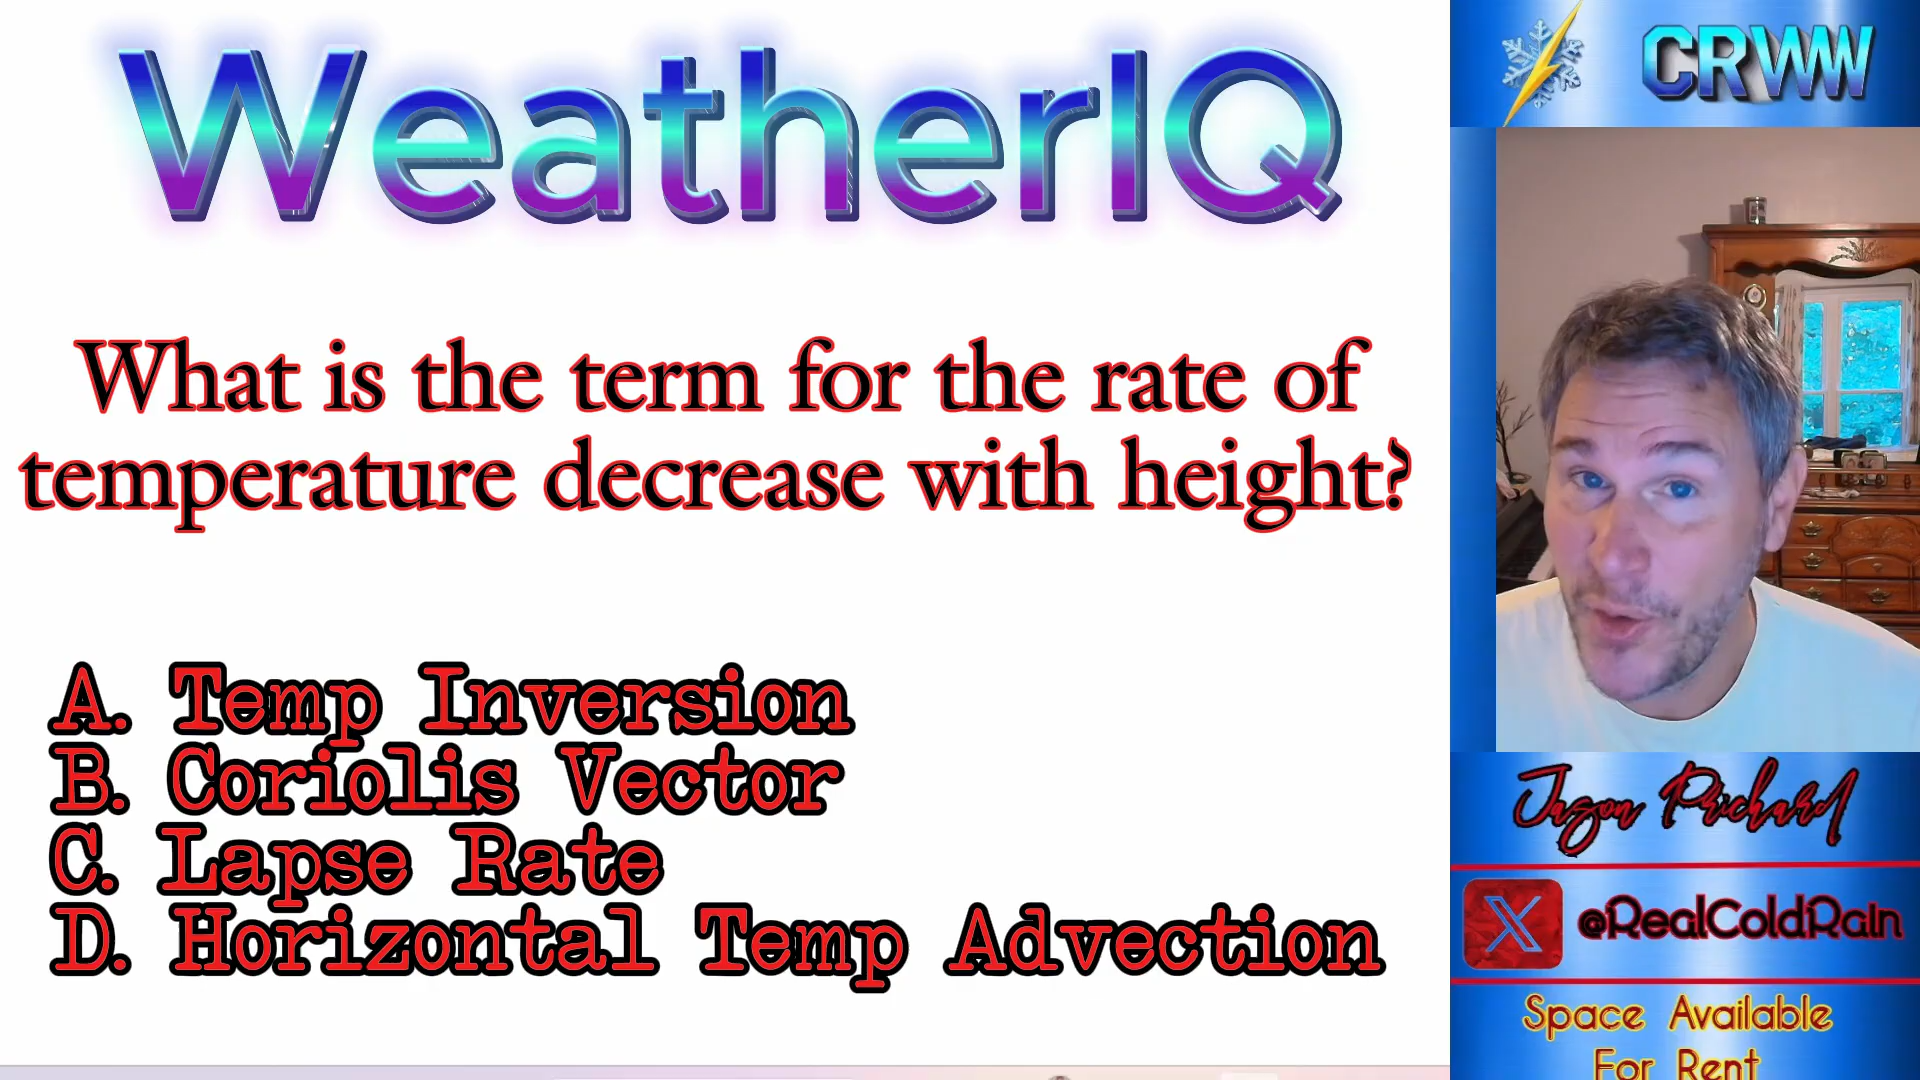 WeatherIQ
What is the term for the rate of
temperature decrease with height?
A. Temp Inversion
B. Coriolis Vector
C. Lapse Rate
D. Horizontal Temp Advection
CRWW
Jason Prichard
X @RealColdRain
Space Available
For Rent